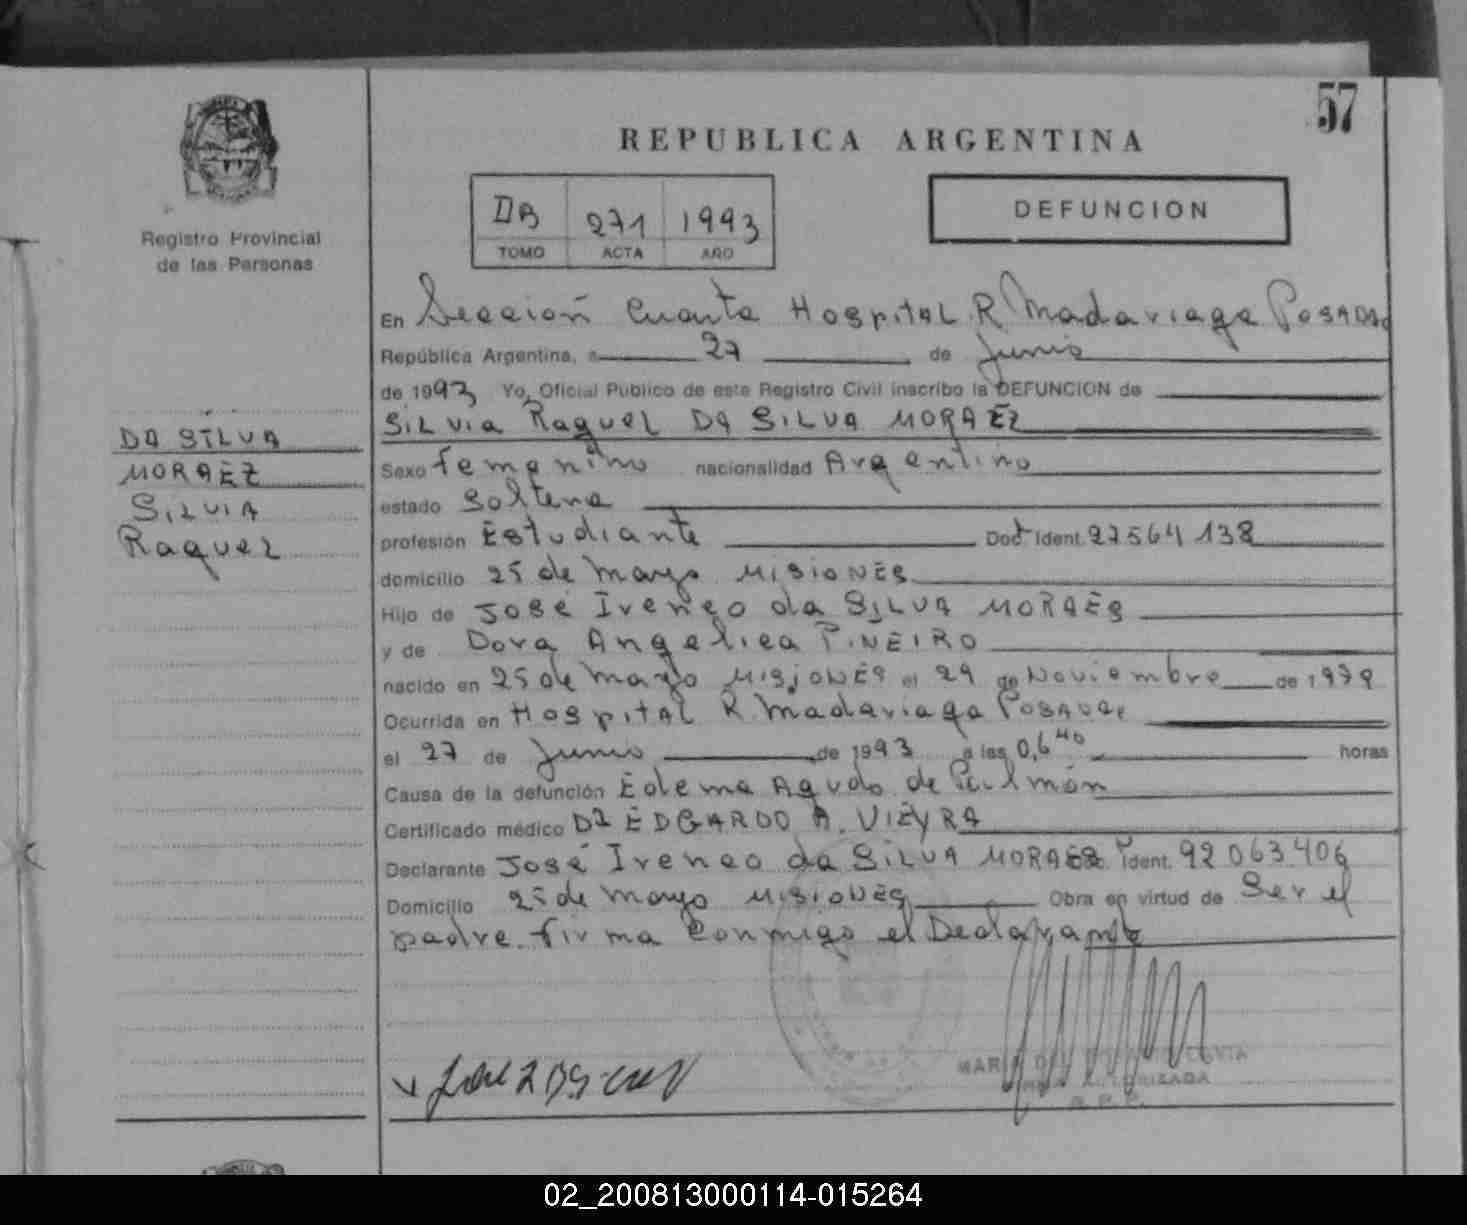 57
REPUBLICA ARGENTINA
DB 271 1993
TOMO ACTA AÑO
DEFUNCION
Registro Provincial
de las Personas
DA SILVA
MORAEZ
SILVIA
Raquel
En Sección Cuarta Hospital R. Madariaga Posadas
República Argentina, a 27 de Junio
de 1993 Yo, Oficial Público de este Registro Civil inscribo la DEFUNCION de
Silvia Raquel DA SILVA MORAEZ
Sexo femenino nacionalidad Argentino
estado Soltera
profesión Estudiante Doc. Ident. 27564138
domicilio 25 de Mayo MISIONES
Hijo de José Ireneo da SILVA MORAES
y de Dora Angelica PIÑEIRO
nacido en 25 de Mayo MISIONES el 29 de Noviembre de 1979
Ocurrida en Hospital R. Madariaga Posadas
el 27 de Junio de 1993 a las 0,6 40 horas
Causa de la defunción Edema Agudo de Pulmón
Certificado médico Dr EDGARDO A. VIEYRA
Declarante José Ireneo da SILVA MORAES Doc. Ident. 92063.406
Domicilio 25 de Mayo MISIONES Obra en virtud de Ser el
padre. firma conmigo el Declarante
AUTORIZADA
R. P. P.
02_200813000114-015264